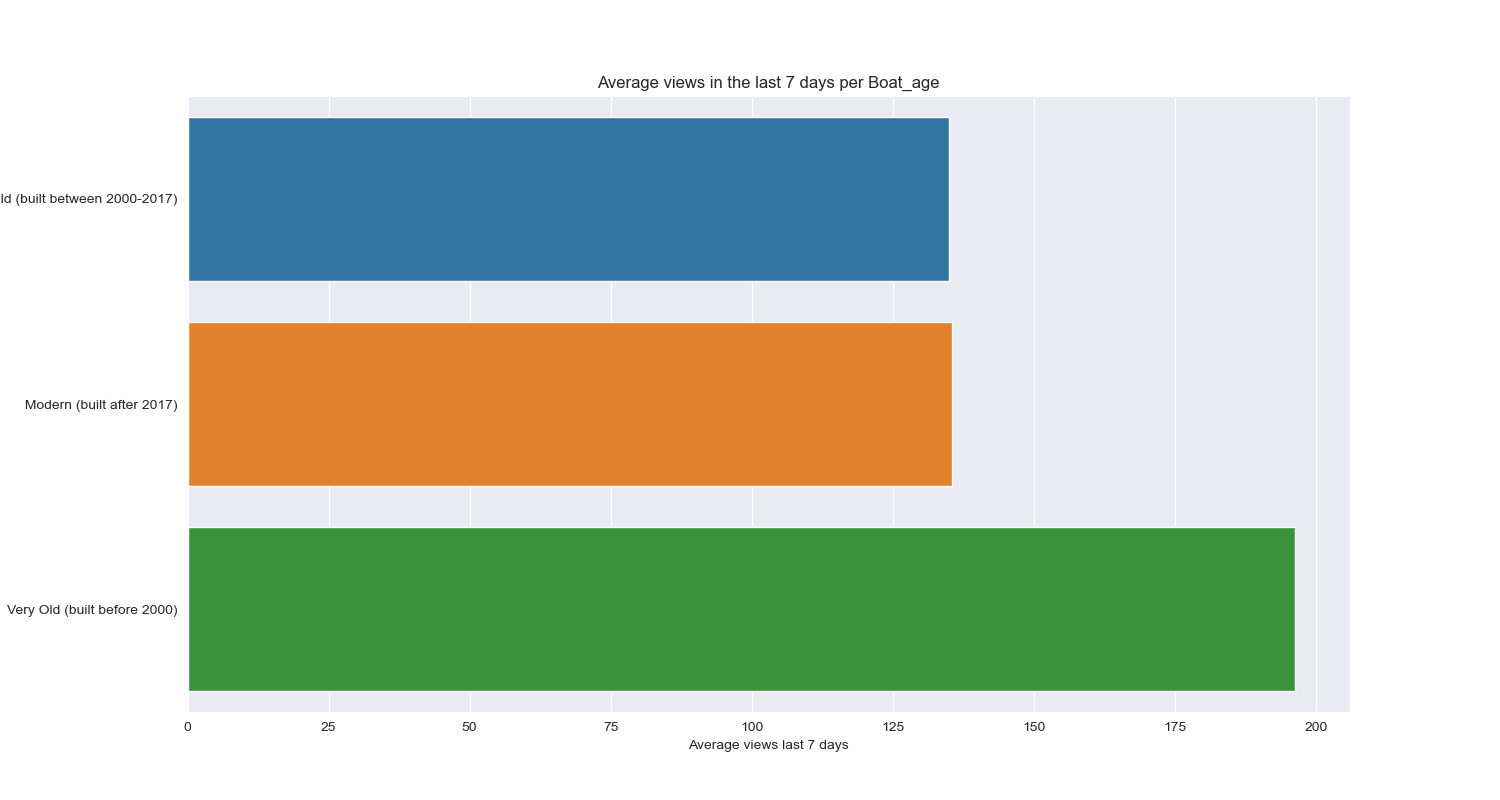 Average views in the last 7 days per Boat_age
ld (built between 2000-2017)
Modern (built after 2017)
Very Old (built before 2000)
0 25 50 75 100 125 150 175 200
Average views last 7 days